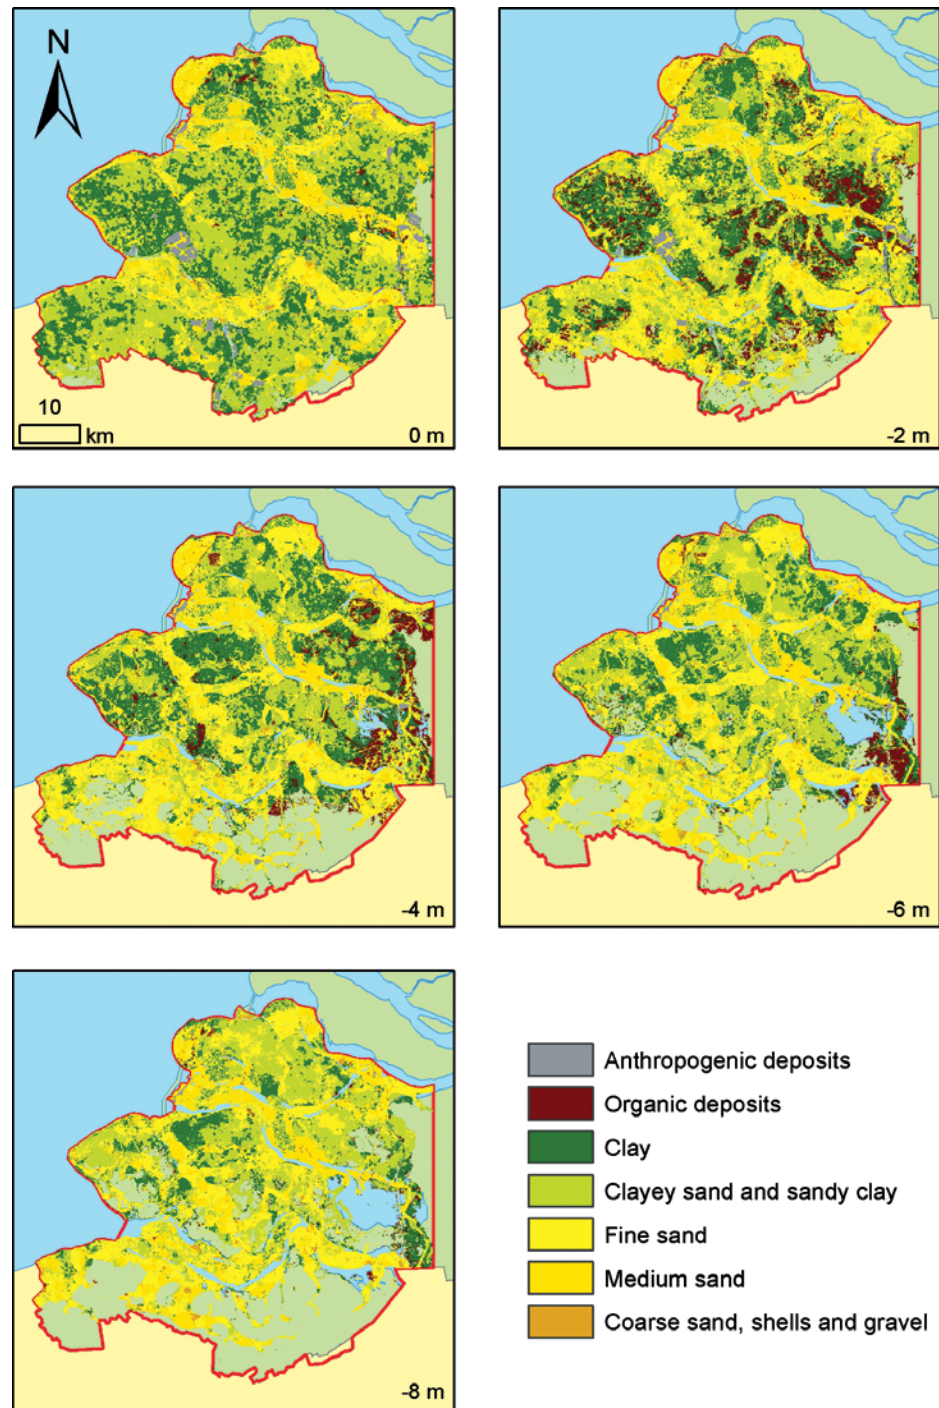 N
10
km
0 m
-2 m
-4 m
-6 m
-8 m
Anthropogenic deposits
Organic deposits
Clay
Clayey sand and sandy clay
Fine sand
Medium sand
Coarse sand, shells and gravel